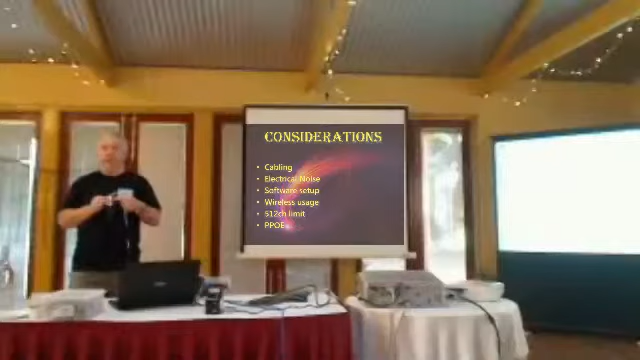 CONSIDERATIONS
• Cabling
• Electrical Noise
• Software setup
• Wireless usage
• 512ch limit
• PPOE